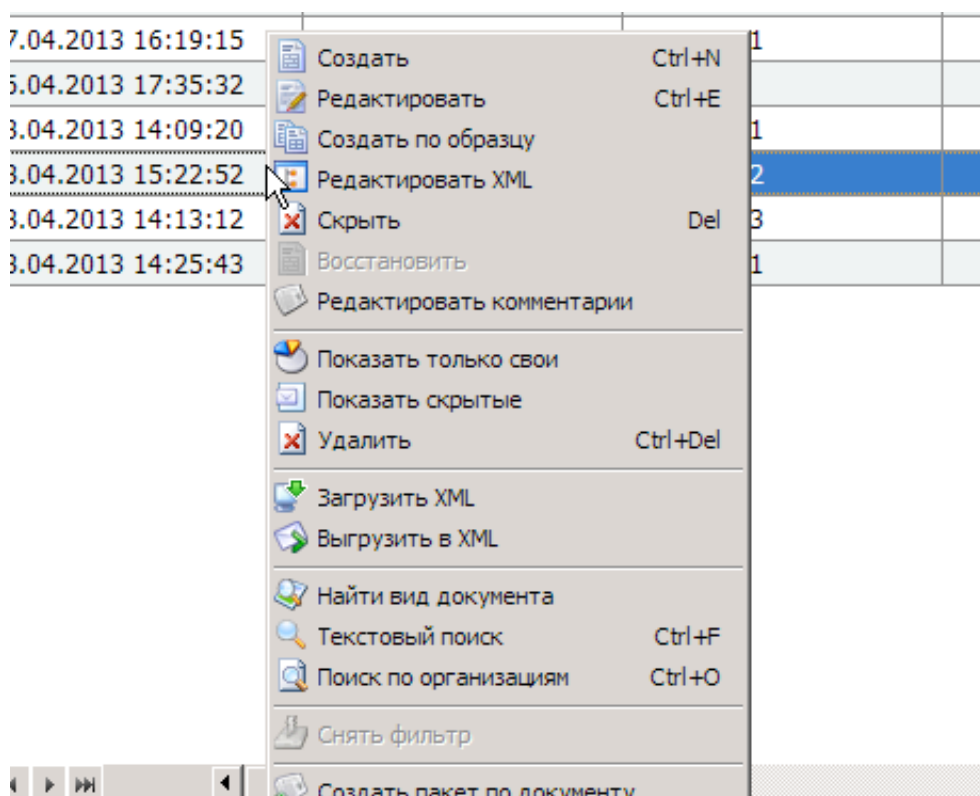 7.04.2013 16:19:15 1
Создать Ctrl+N
.04.2013 17:35:32
Редактировать Ctrl+E
3.04.2013 14:09:20 1
Создать по образцу
3.04.2013 15:22:52 2
Редактировать XML
3.04.2013 14:13:12 3
Скрыть Del
3.04.2013 14:25:43 1
Восстановить
Редактировать комментарии
Показать только свои
Показать скрытые
Удалить Ctrl+Del
Загрузить XML
Выгрузить в XML
Найти вид документа
Текстовый поиск Ctrl+F
Поиск по организациям Ctrl+O
Снять фильтр
Создать пакет по документу